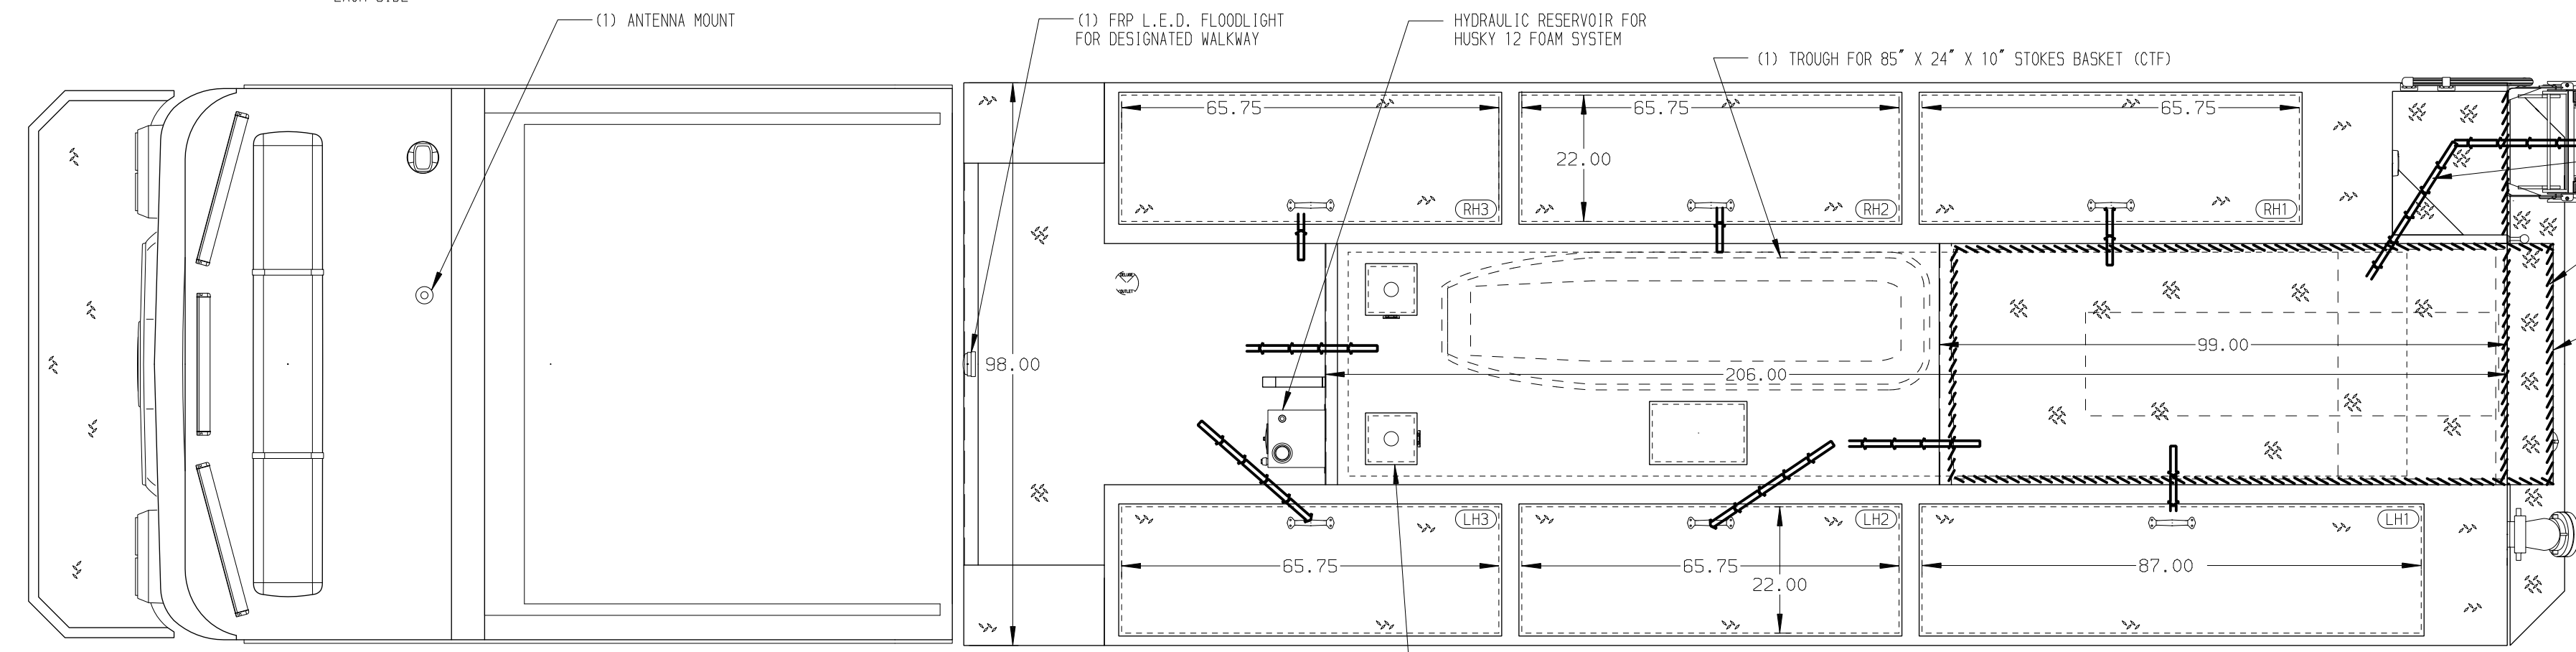 (1) ANTENNA MOUNT
(1) FRP L.E.D. FLOODLIGHT
FOR DESIGNATED WALKWAY
HYDRAULIC RESERVOIR FOR
HUSKY 12 FOAM SYSTEM
(1) TROUGH FOR 85" X 24" X 10" STOKES BASKET (CTF)
65.75
65.75
65.75
22.00
RH3
RH2
RH1
DELUGE
OUTLET
98.00
99.00
206.00
LH3
LH2
LH1
65.75
65.75
87.00
22.00